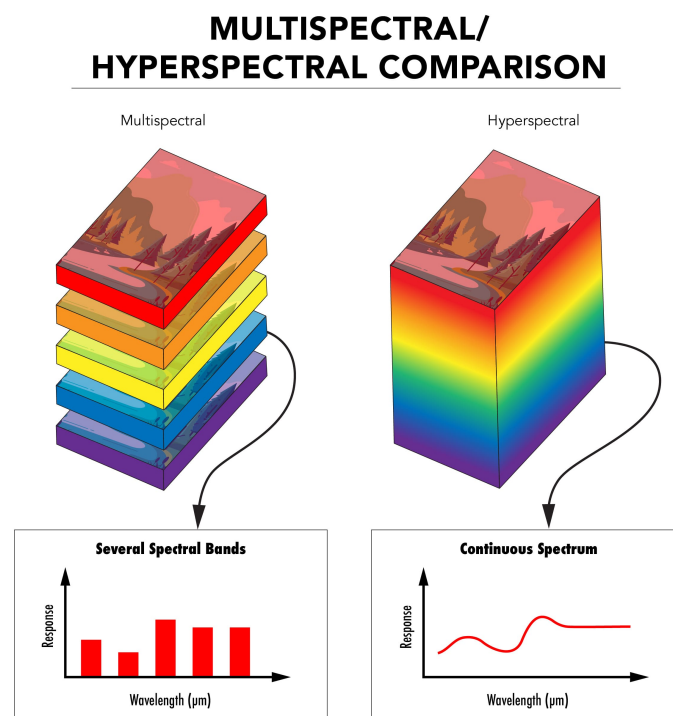 MULTISPECTRAL/
HYPERSPECTRAL COMPARISON
Multispectral
Hyperspectral
Several Spectral Bands
Response
Wavelength (µm)
Continuous Spectrum
Response
Wavelength (µm)